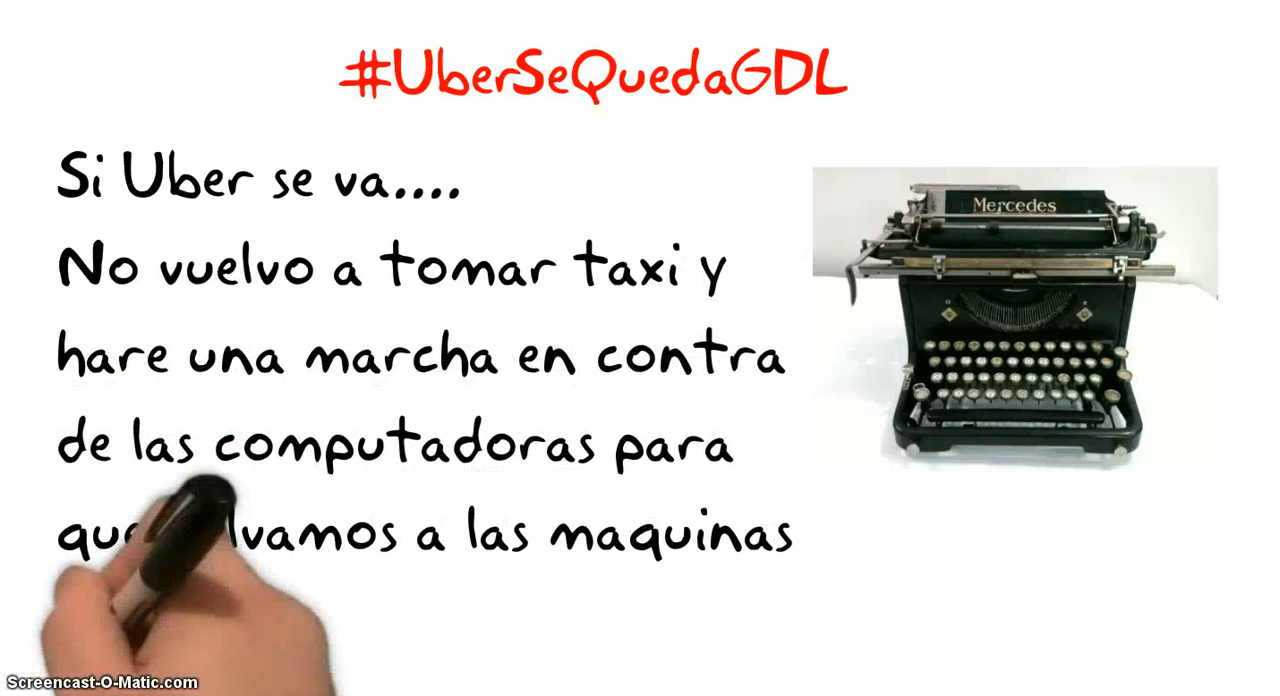 #UberSeQuedaGDL
Si Uber se va....
No vuelvo a tomar taxi y
hare una marcha en contra
de las computadoras para
a las maquinas
Mercedes
Screencast-O-Matic.com